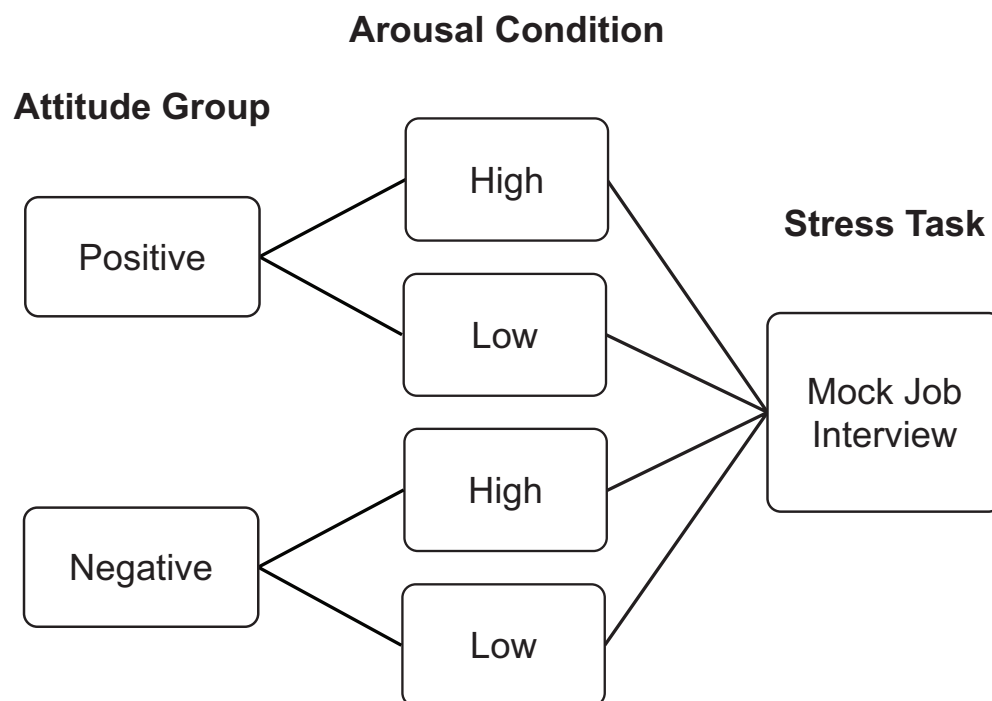 Arousal Condition
Attitude Group
High
Positive
Stress Task
Low
Mock Job
Interview
High
Negative
Low